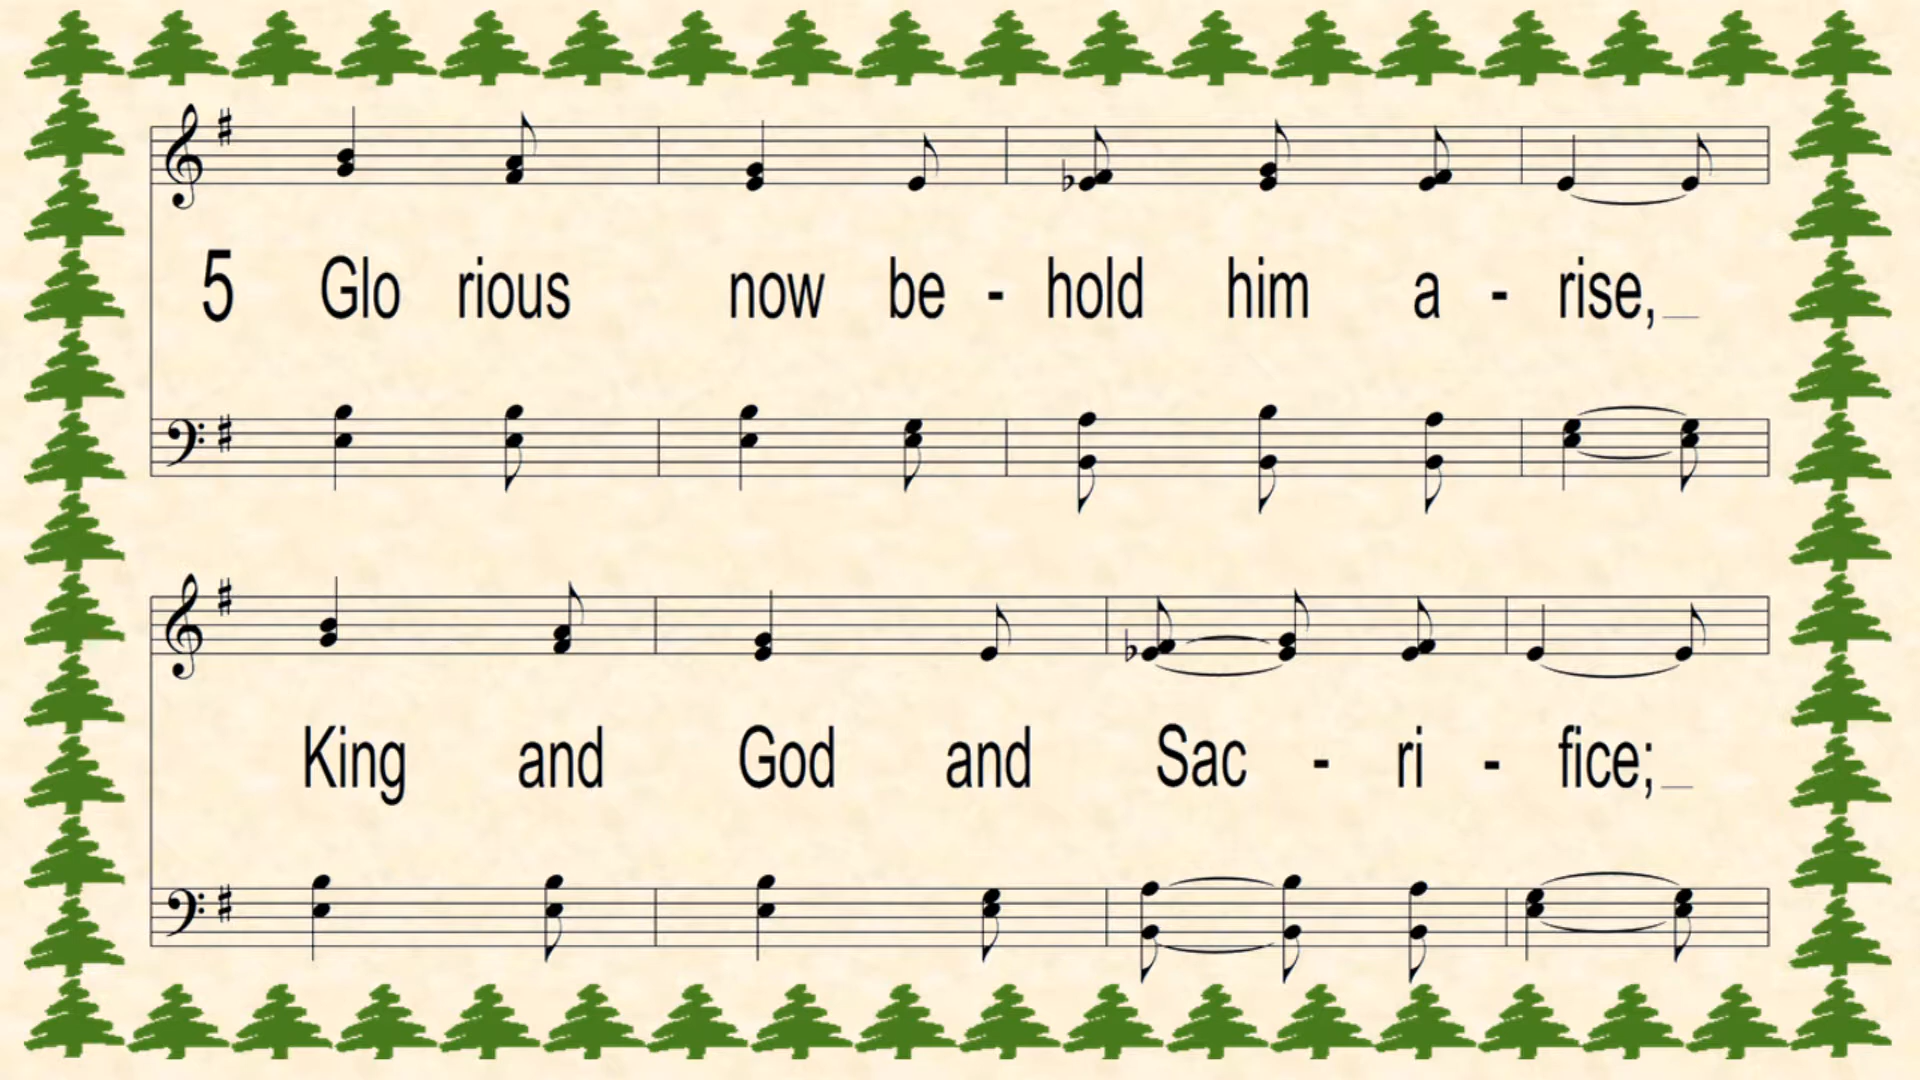 5 Glo rious now be - hold him a - rise,
King and God and Sac - ri - fice;